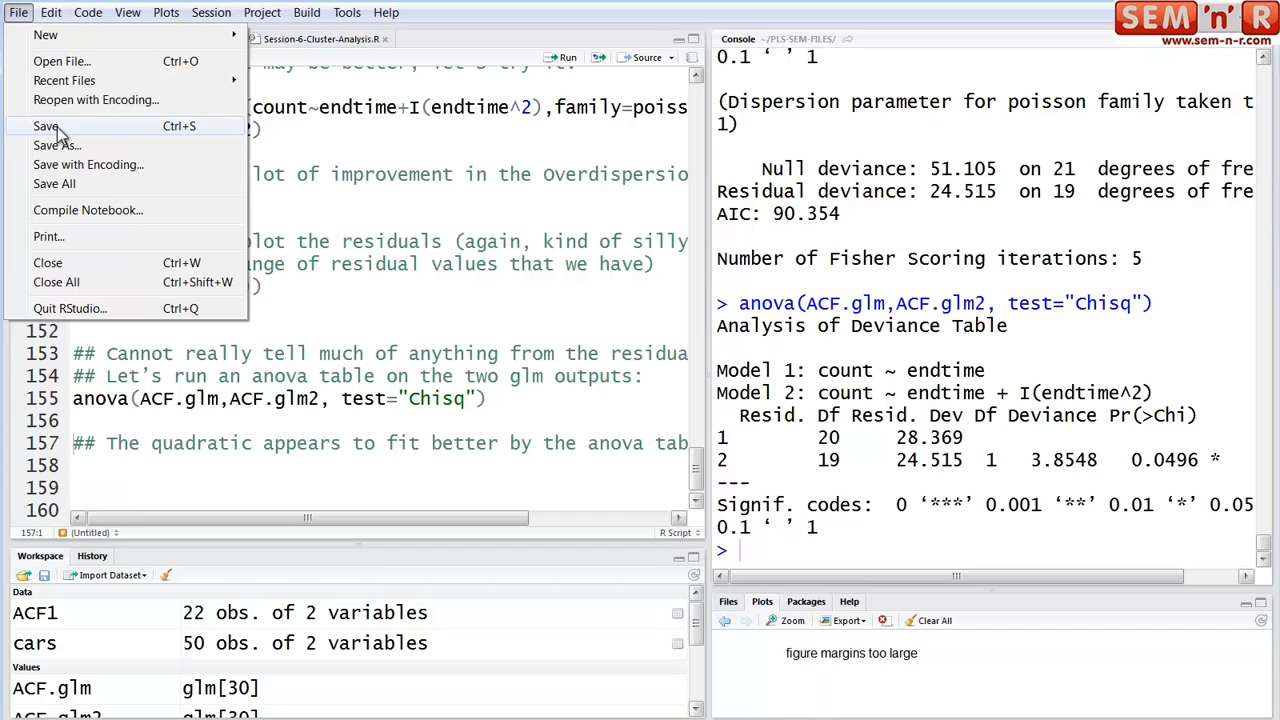 File Edit Code View Plots Session Project Build Tools Help
SEM 'n' R
www.sem-n-r.com
New
Open File... Ctrl+O
Recent Files
Reopen with Encoding...
Save Ctrl+S
Save As...
Save with Encoding...
Save All
Compile Notebook...
Print...
Close Ctrl+W
Close All Ctrl+Shift+W
Quit RStudio... Ctrl+Q
Session-6-Cluster-Analysis.R
Run Source
may be better, let's try it.
(count~endtime+I(endtime^2),family=poiss
)
lot of improvement in the Overdispersio
plot the residuals (again, kind of silly
nge of residual values that we have)
)
152
153 ## Cannot really tell much of anything from the residua
154 ## Let's run an anova table on the two glm outputs:
155 anova(ACF.glm,ACF.glm2, test="Chisq")
156
157 ## The quadratic appears to fit better by the anova tab
158
159
160
157:1 (Untitled) R Script
Workspace History
Import Dataset
Data
ACF1 22 obs. of 2 variables
cars 50 obs. of 2 variables
Values
ACF.glm glm[30]
ACF.glm2 glm[30]
Console ~/PLS-SEM-FILES/
0.1 ‘ ’ 1
(Dispersion parameter for poisson family taken t
1)
Null deviance: 51.105 on 21 degrees of fre
Residual deviance: 24.515 on 19 degrees of fre
AIC: 90.354
Number of Fisher Scoring iterations: 5
> anova(ACF.glm,ACF.glm2, test="Chisq")
Analysis of Deviance Table
Model 1: count ~ endtime
Model 2: count ~ endtime + I(endtime^2)
Resid. Df Resid. Dev Df Deviance Pr(>Chi)
1 20 28.369
2 19 24.515 1 3.8548 0.0496 *
---
Signif. codes: 0 ‘***’ 0.001 ‘**’ 0.01 ‘*’ 0.05
0.1 ‘ ’ 1
>
Files Plots Packages Help
Zoom Export Clear All
figure margins too large